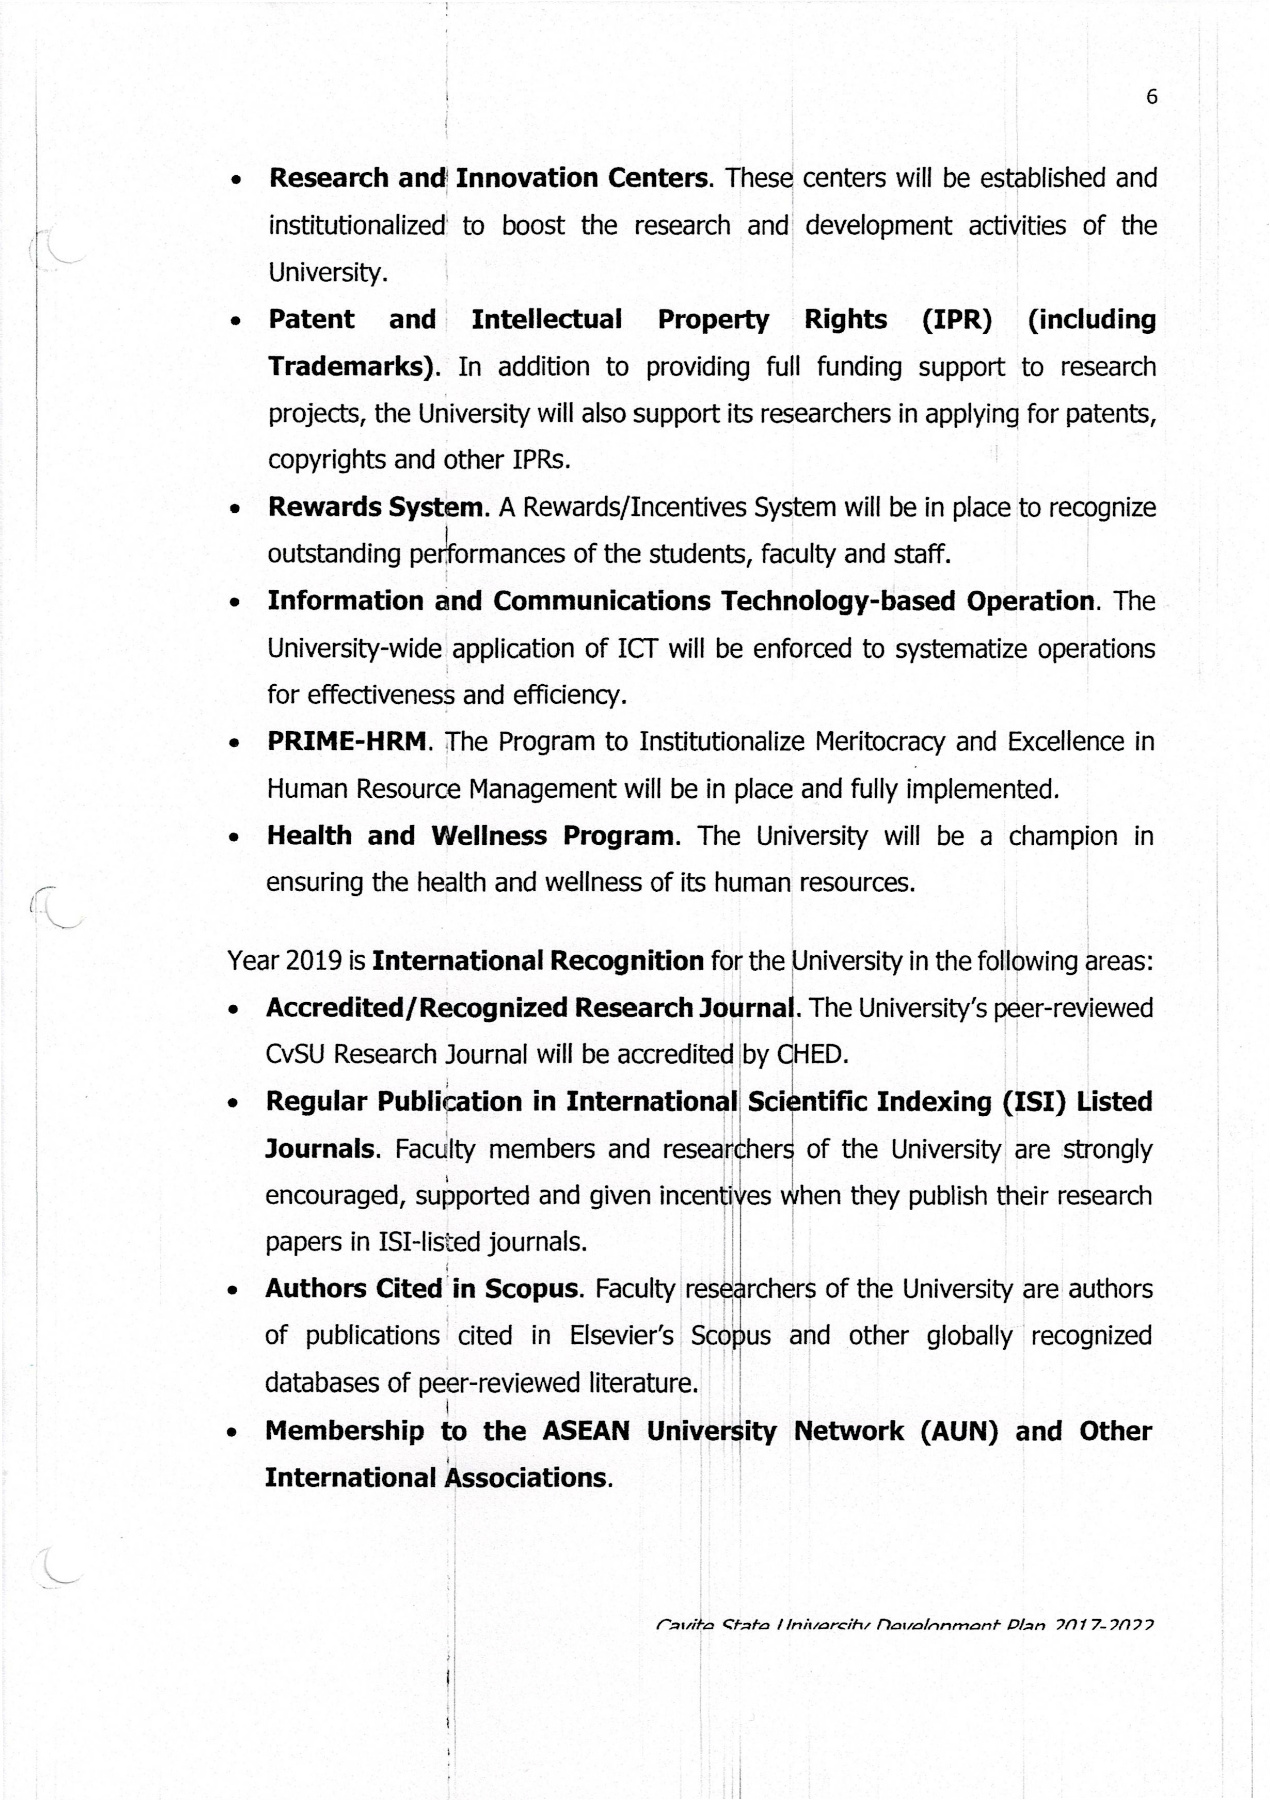 6
• Research and Innovation Centers. These centers will be established and
institutionalized to boost the research and development activities of the
University.
• Patent and Intellectual Property Rights (IPR) (including
Trademarks). In addition to providing full funding support to research
projects, the University will also support its researchers in applying for patents,
copyrights and other IPRs.
• Rewards System. A Rewards/Incentives System will be in place to recognize
outstanding performances of the students, faculty and staff.
• Information and Communications Technology-based Operation. The
University-wide application of ICT will be enforced to systematize operations
for effectiveness and efficiency.
• PRIME-HRM. The Program to Institutionalize Meritocracy and Excellence in
Human Resource Management will be in place and fully implemented.
• Health and Wellness Program. The University will be a champion in
ensuring the health and wellness of its human resources.
Year 2019 is International Recognition for the University in the following areas:
• Accredited/Recognized Research Journal. The University's peer-reviewed
CvSU Research Journal will be accredited by CHED.
• Regular Publication in International Scientific Indexing (ISI) Listed
Journals. Faculty members and researchers of the University are strongly
encouraged, supported and given incentives when they publish their research
papers in ISI-listed journals.
• Authors Cited in Scopus. Faculty researchers of the University are authors
of publications cited in Elsevier's Scopus and other globally recognized
databases of peer-reviewed literature.
• Membership to the ASEAN University Network (AUN) and Other
International Associations.
Cavite State University Development Plan 2017-2022